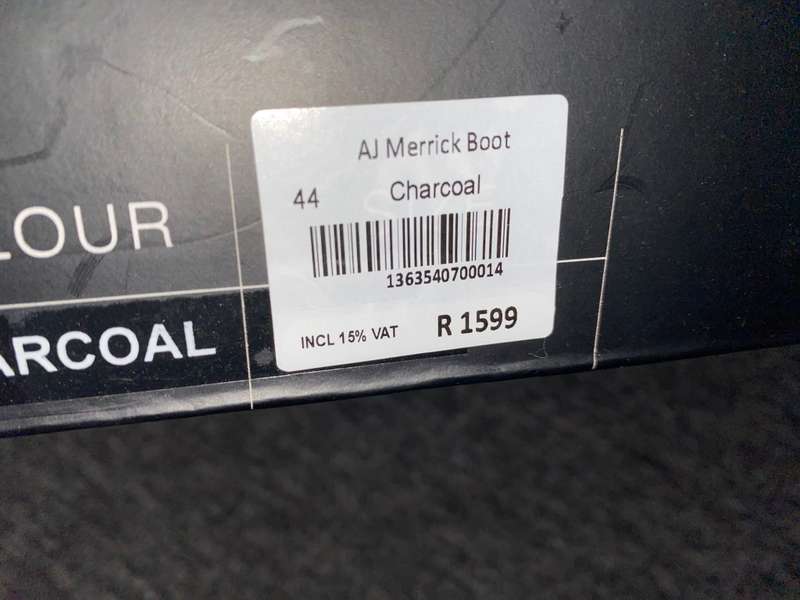 AJ Merrick Boot
44 Charcoal
1363540700014
INCL 15% VAT R 1599
LOUR
ARCOAL